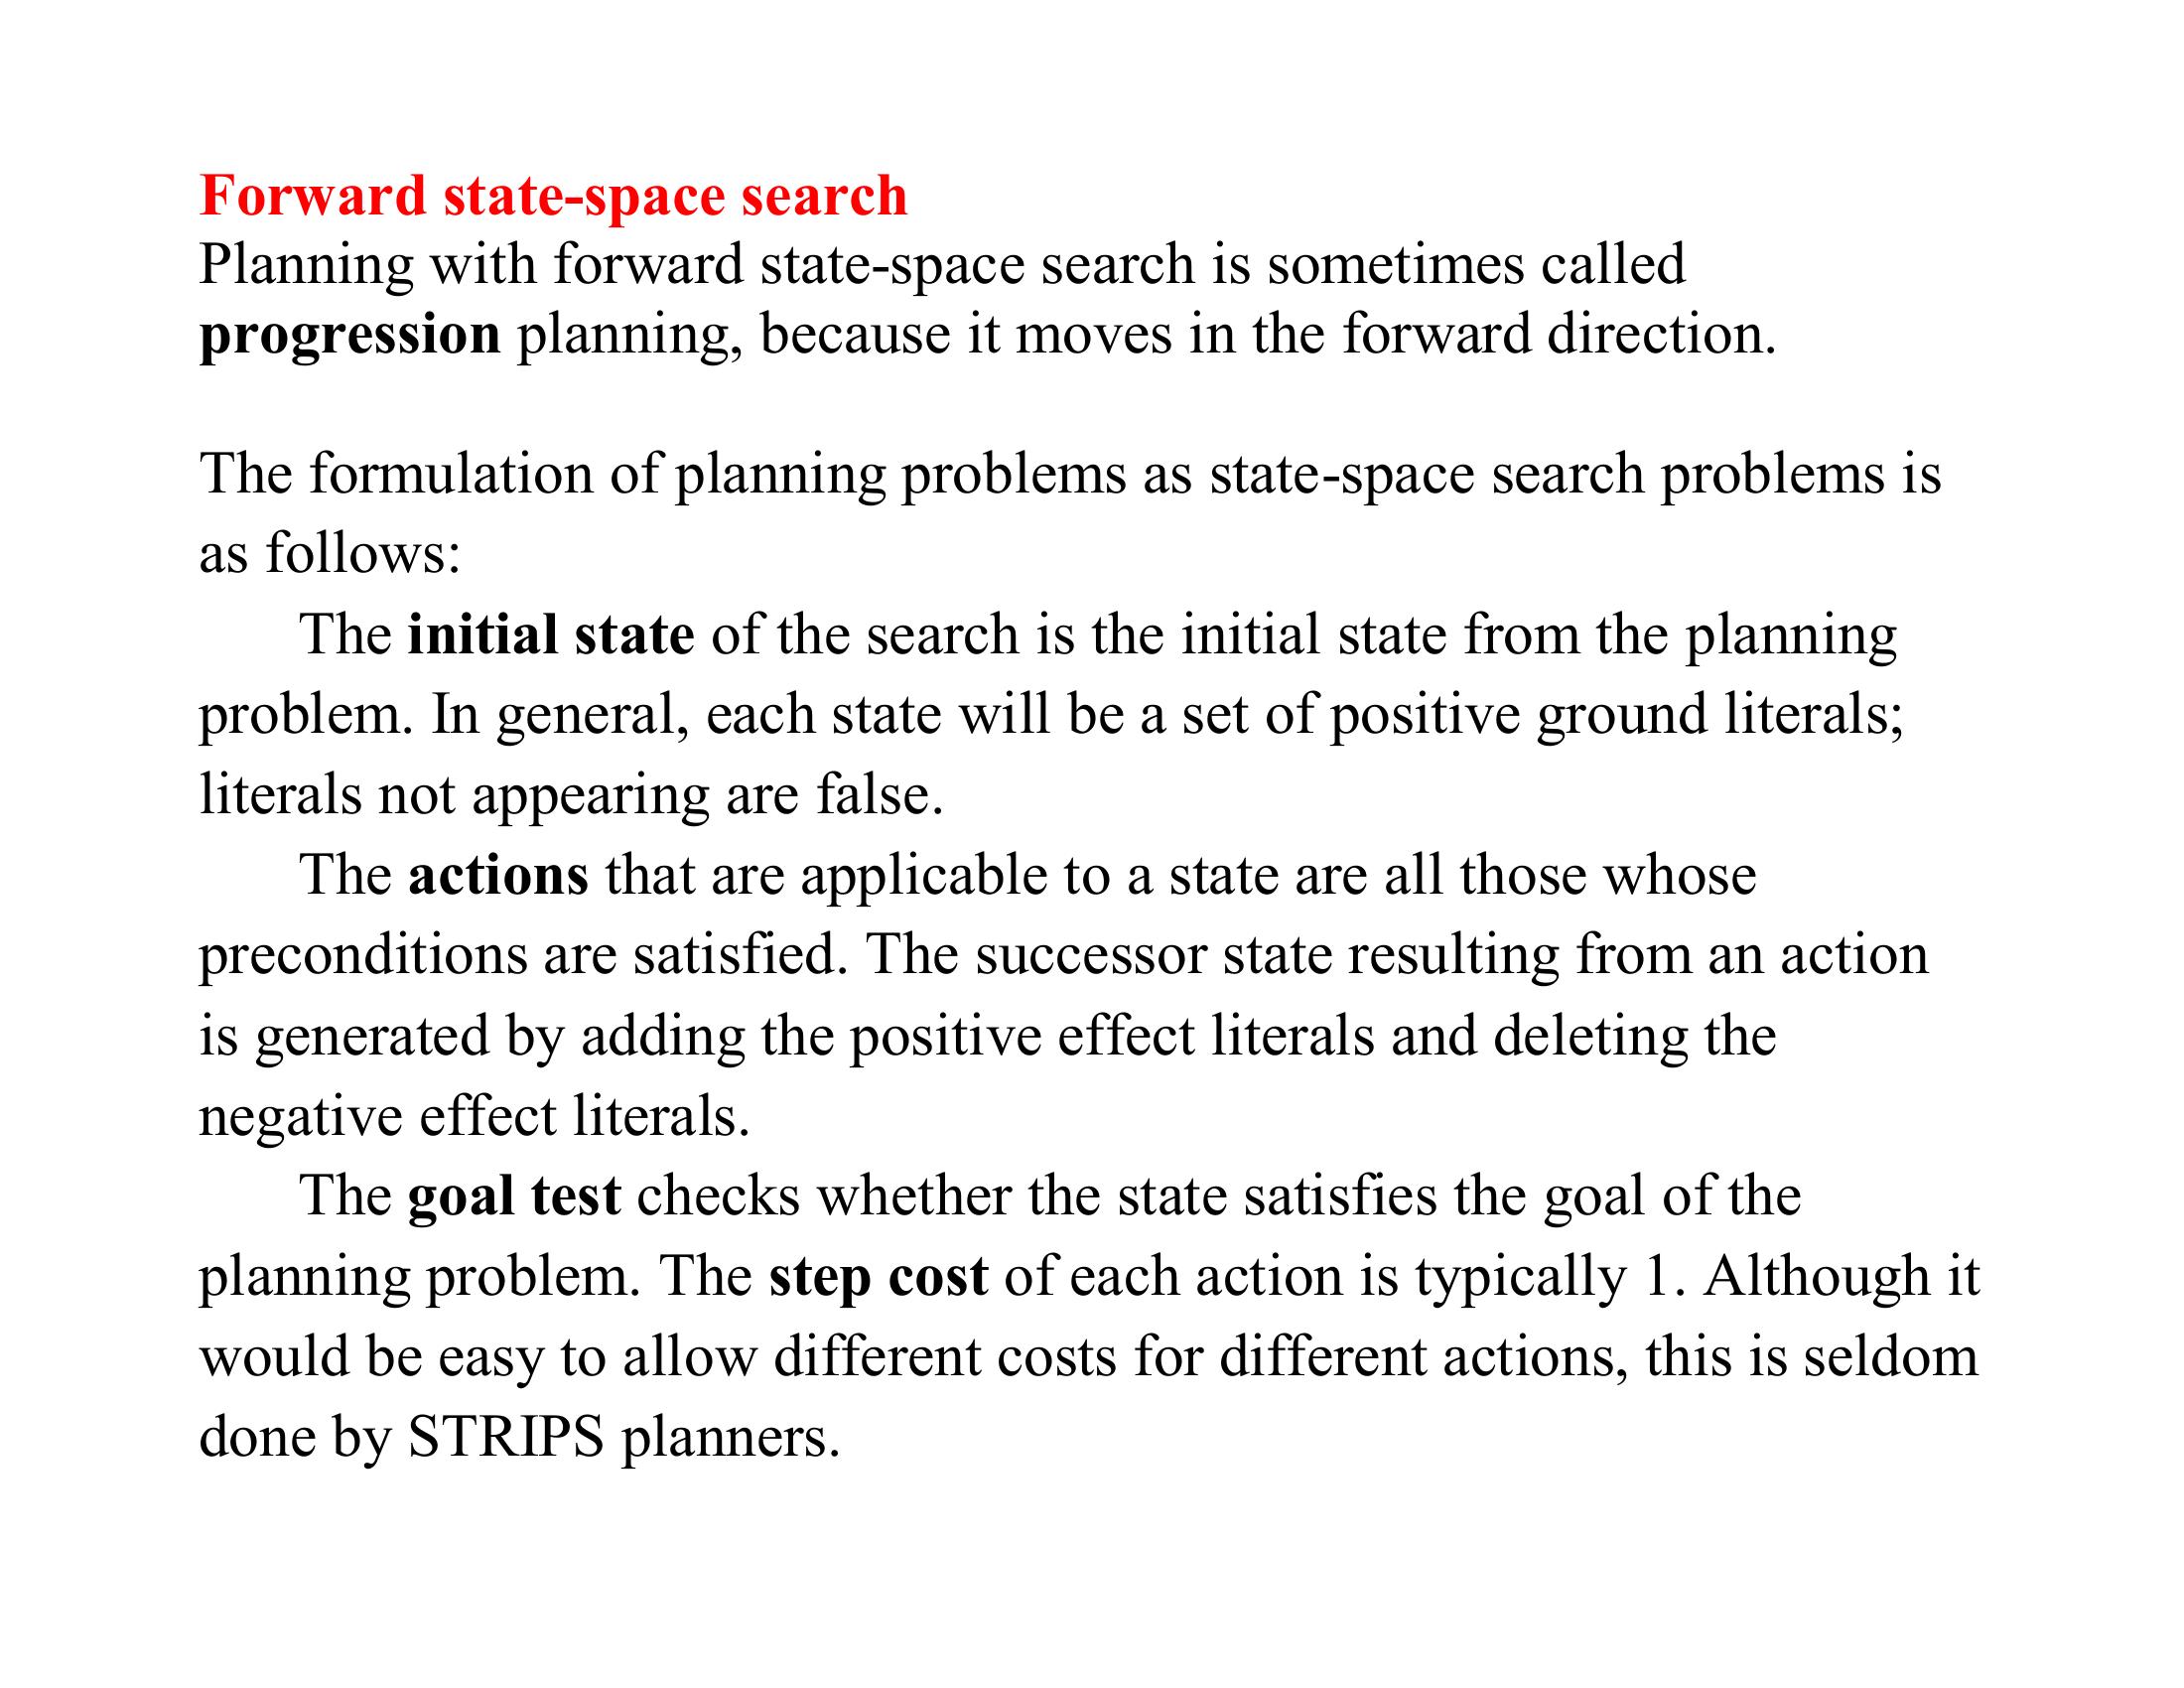 Forward state-space search
Planning with forward state-space search is sometimes called
progression planning, because it moves in the forward direction.
The formulation of planning problems as state-space search problems is
as follows:
The initial state of the search is the initial state from the planning
problem. In general, each state will be a set of positive ground literals;
literals not appearing are false.
The actions that are applicable to a state are all those whose
preconditions are satisfied. The successor state resulting from an action
is generated by adding the positive effect literals and deleting the
negative effect literals.
The goal test checks whether the state satisfies the goal of the
planning problem. The step cost of each action is typically 1. Although it
would be easy to allow different costs for different actions, this is seldom
done by STRIPS planners.